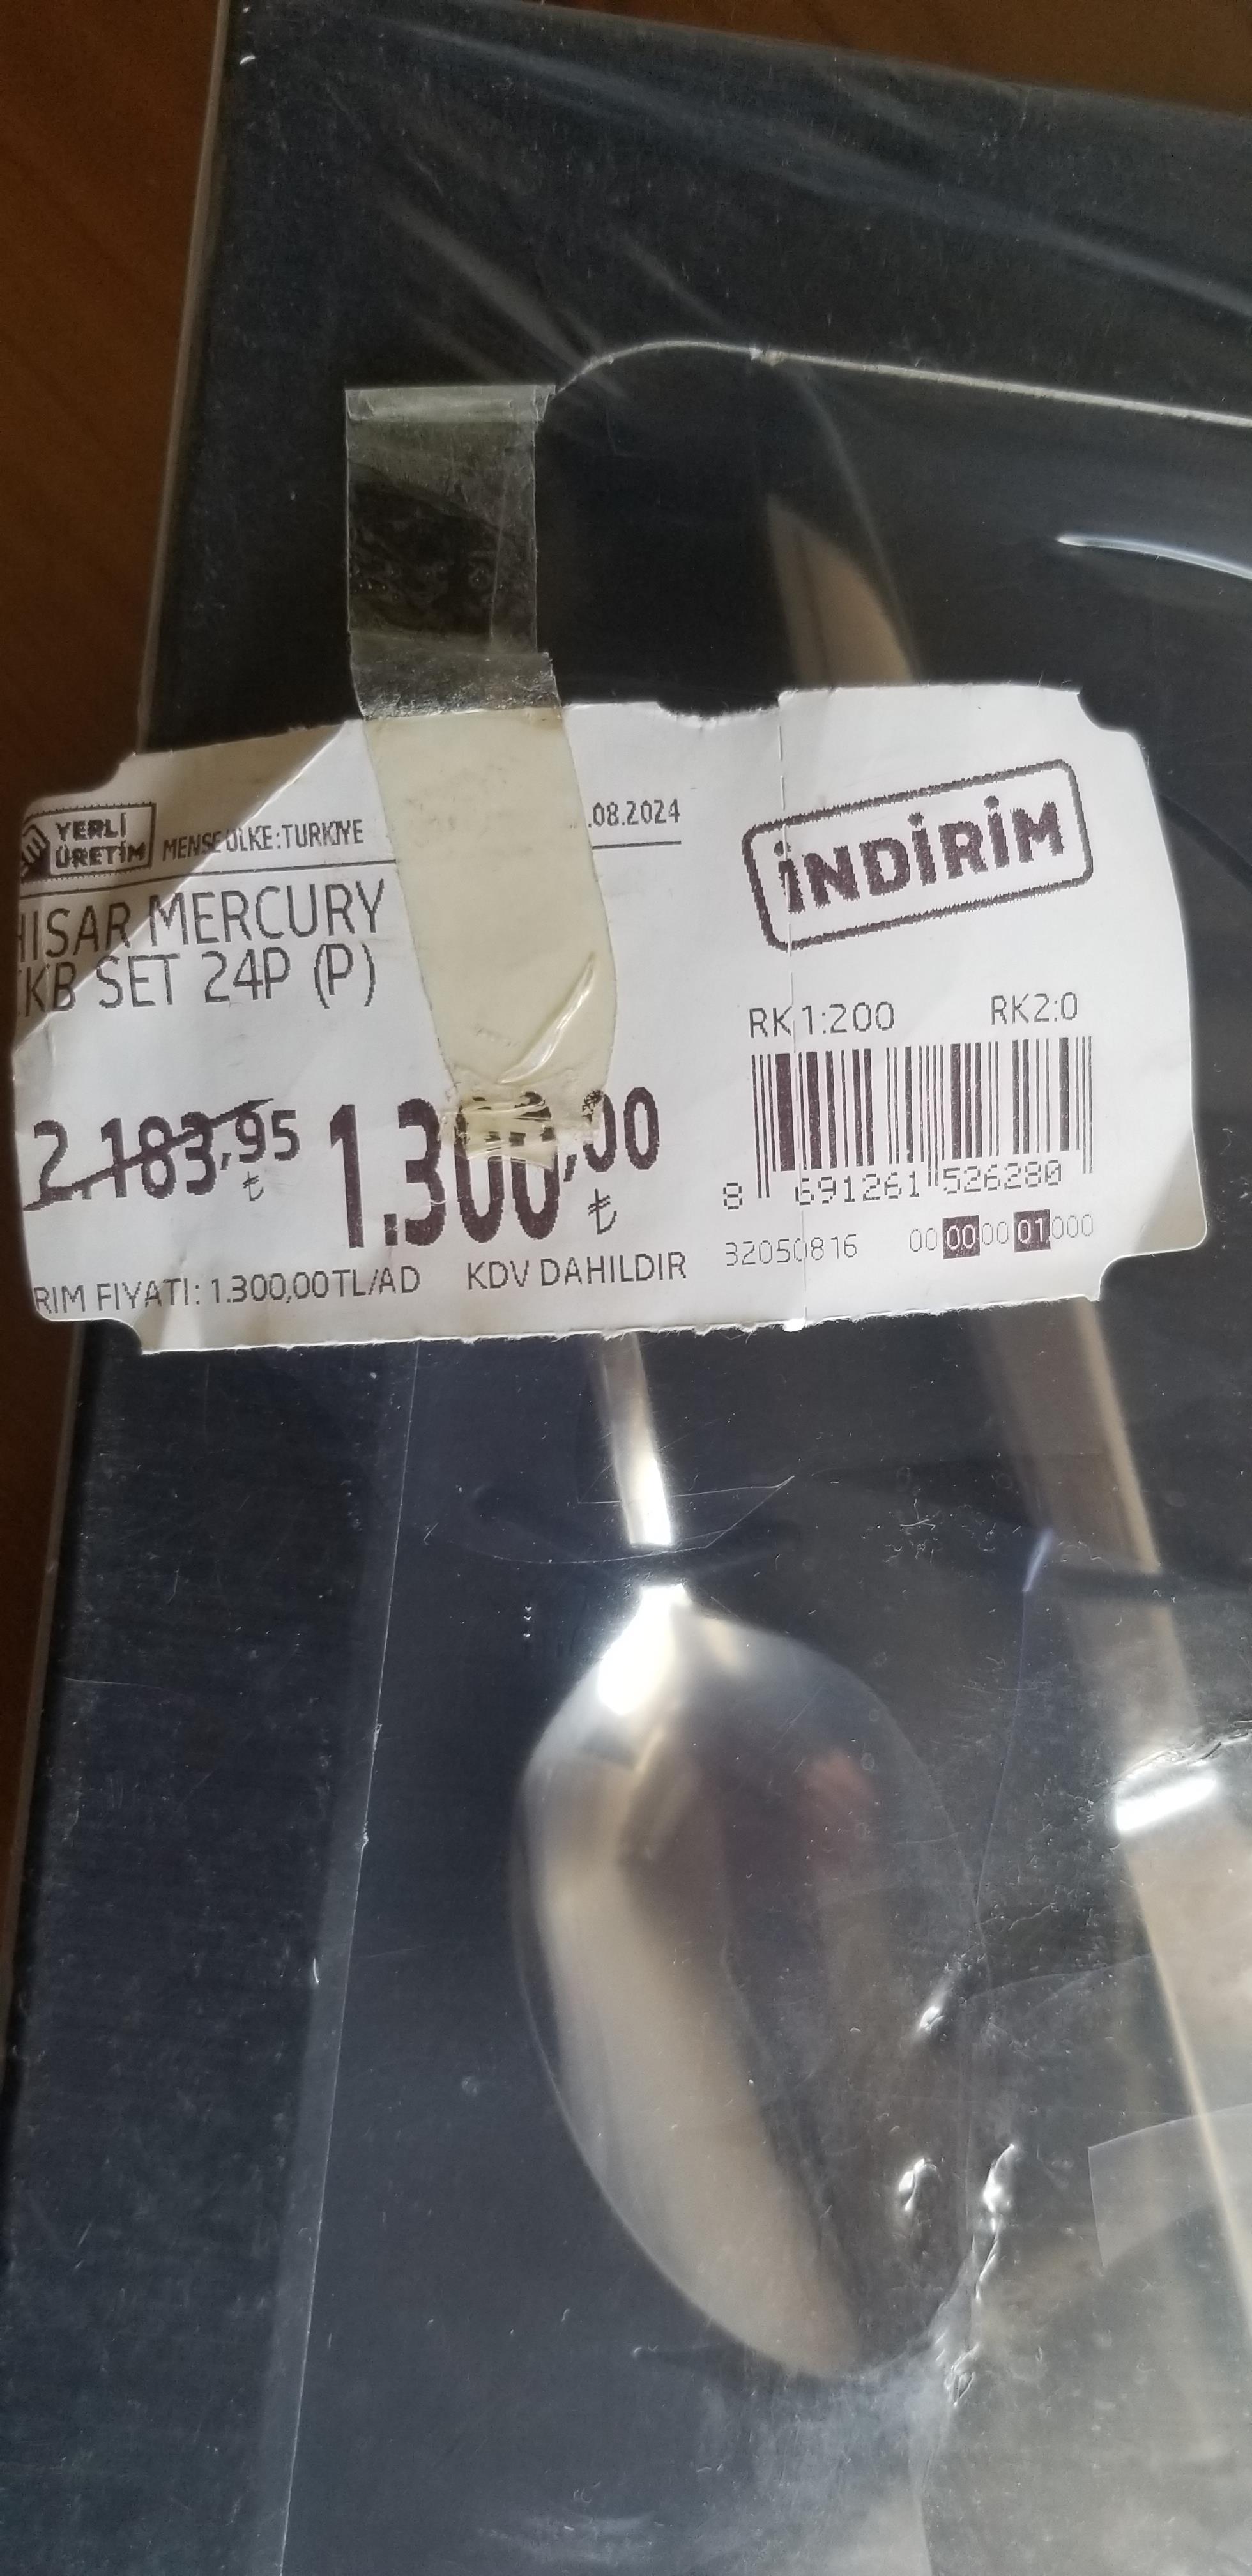 YERLİ
ÜRETİM
MENSE ÜLKE:TURKIYE
.08.2024
HISAR MERCURY
KB SET 24P (P)
2.183,95 ₺
1.300,00 ₺
RIM FIYATI: 1.300,00TL/AD KDV DAHILDIR
İNDİRİM
RK1:200 RK2:0
8 691261 526280
32050816 00 00 00 01 000